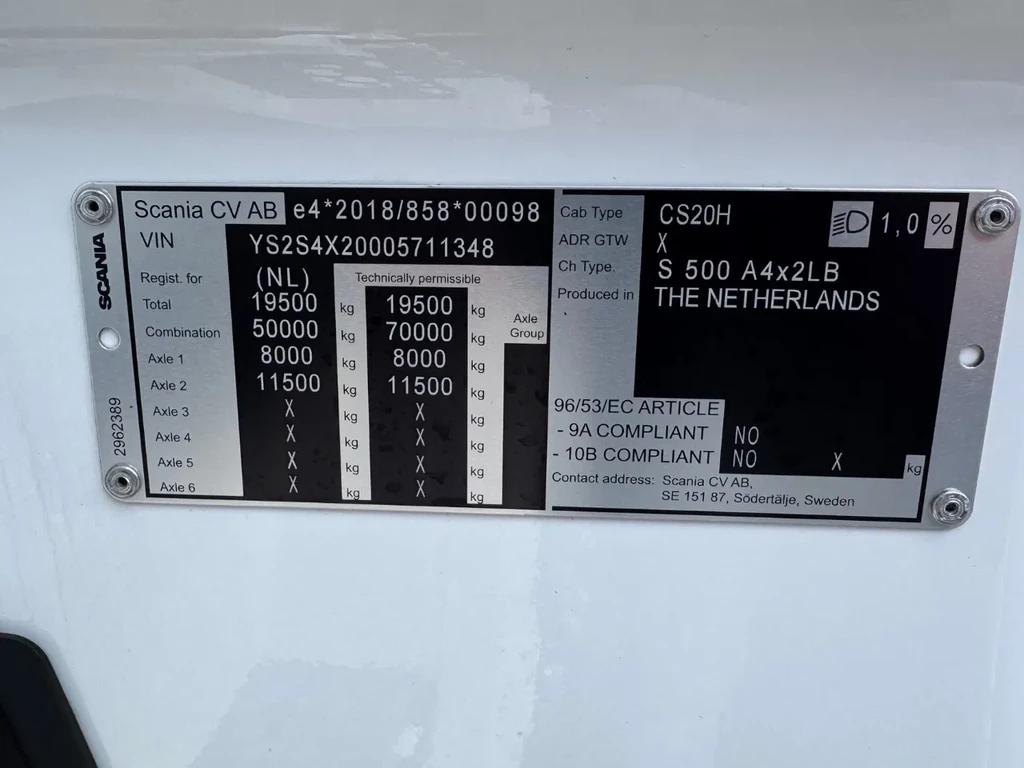 SCANIA
2962389
Scania CV AB e4*2018/858*00098
VIN YS2S4X20005711348
Regist. for (NL) Technically permissible
Total 19500 kg 19500 kg Axle Group
Combination 50000 kg 70000 kg
Axle 1 8000 kg 8000 kg
Axle 2 11500 kg 11500 kg
Axle 3 X kg X kg
Axle 4 X kg X kg
Axle 5 X kg X kg
Axle 6 X kg X kg
Cab Type CS20H 1,0 %
ADR GTW X
Ch Type. S 500 A4x2LB
Produced in THE NETHERLANDS
96/53/EC ARTICLE
- 9A COMPLIANT NO
- 10B COMPLIANT NO X kg
Contact address: Scania CV AB,
SE 151 87, Södertälje, Sweden